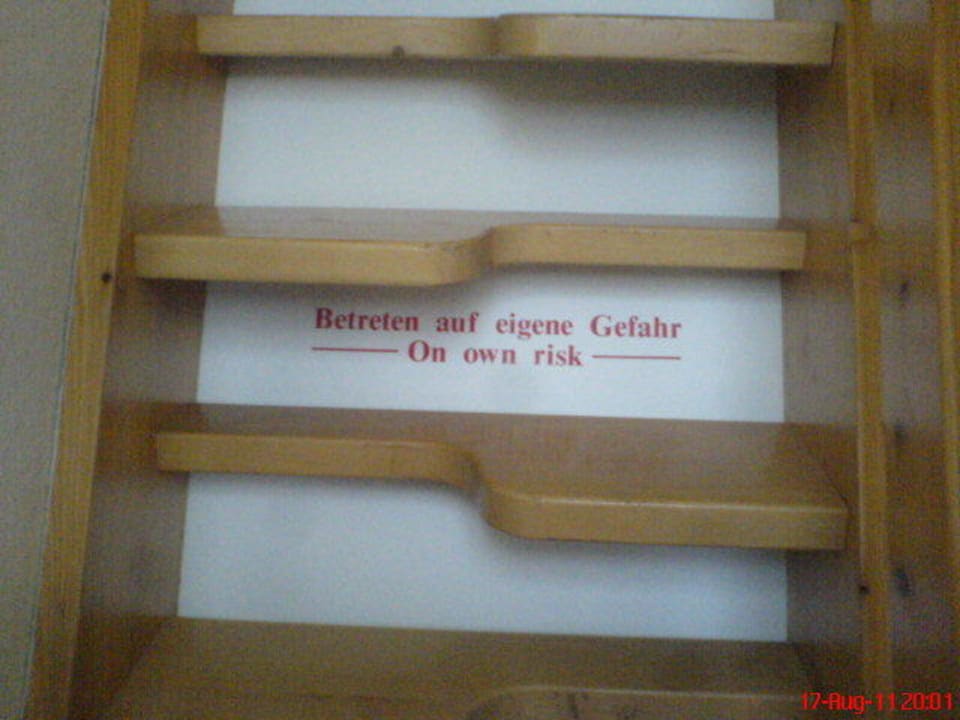 Betreten auf eigene Gefahr
On own risk
17-Aug-11 20:01